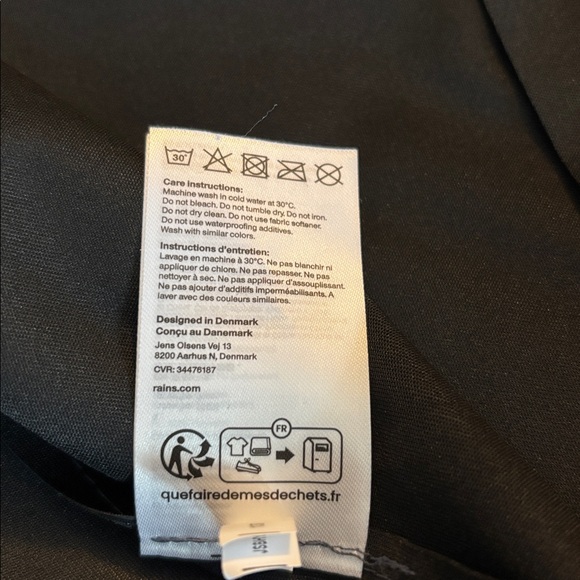 30°
Care instructions:
Machine wash in cold water at 30°C.
Do not bleach. Do not tumble dry. Do not iron.
Do not dry clean. Do not use fabric softener.
Do not use waterproofing additives.
Wash with similar colors.
Instructions d'entretien:
Lavage en machine à 30°C. Ne pas blanchir ni
appliquer de chlore. Ne pas repasser. Ne pas
nettoyer à sec. Ne pas appliquer d'assouplissant.
Ne pas ajouter d'additifs imperméabilisants. A
laver avec des couleurs similaires.
Designed in Denmark
Conçu au Danemark
Jens Olsens Vej 13
8200 Aarhus N, Denmark
CVR: 34476187
rains.com
FR
quefairedemesdechets.fr